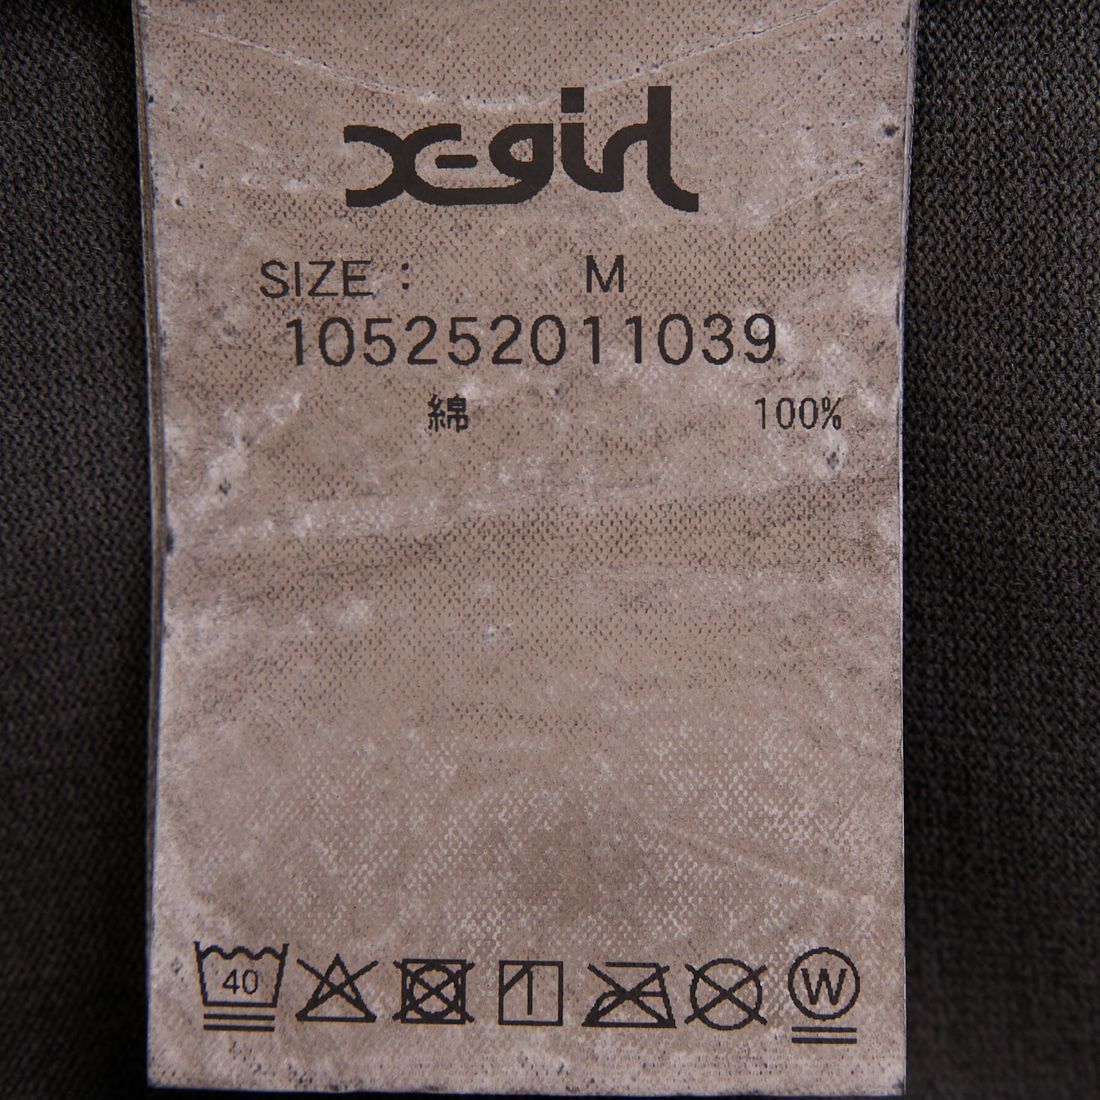 X-girl
SIZE : M
105252011039
綿 100%
40 W